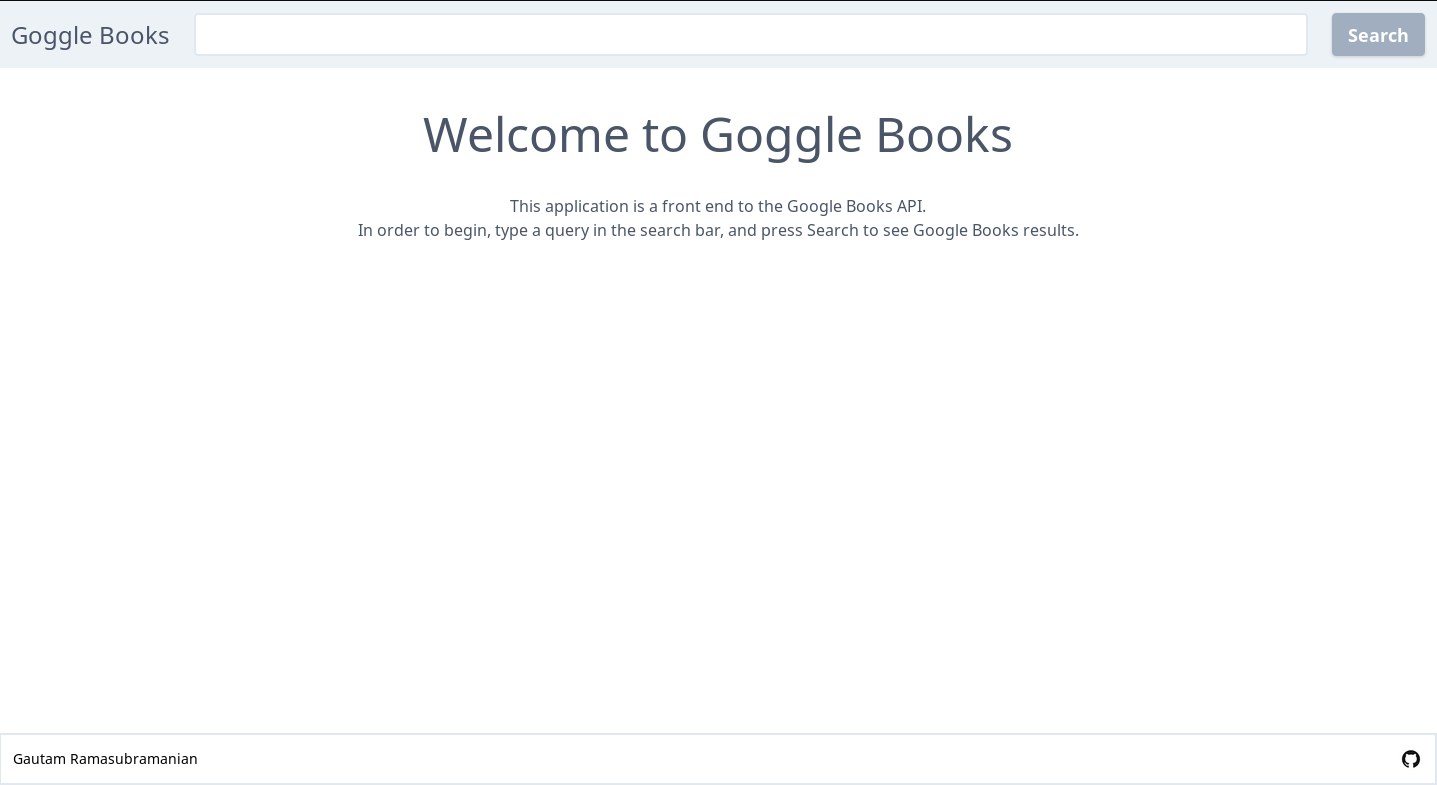 Goggle Books
Search
Welcome to Goggle Books
This application is a front end to the Google Books API.
In order to begin, type a query in the search bar, and press Search to see Google Books results.
Gautam Ramasubramanian